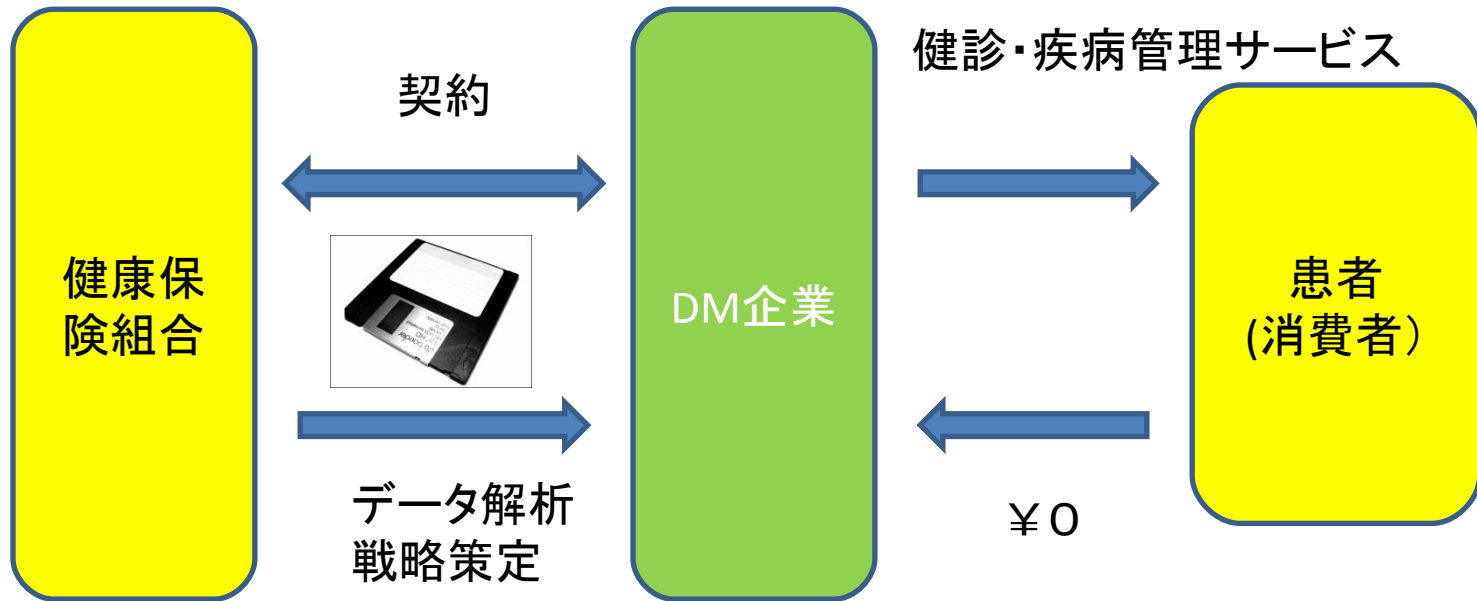 健診・疾病管理サービス
契約
健康保
険組合
DM企業
患者
(消費者）
データ解析
戦略策定
￥０